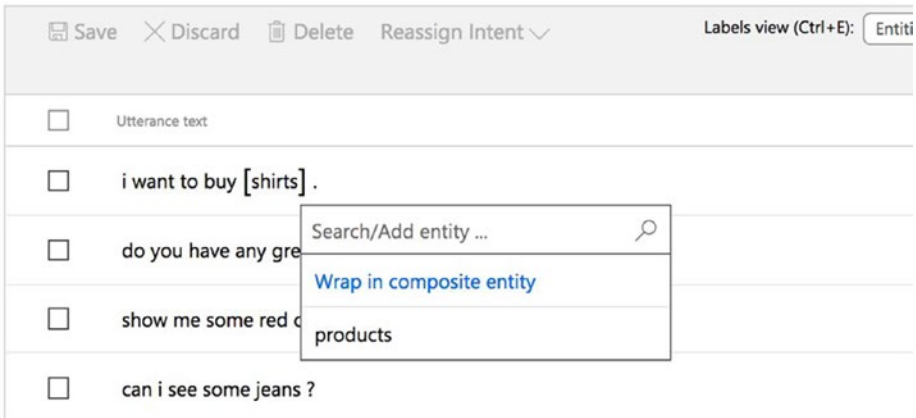 Save Discard Delete Reassign Intent Labels view (Ctrl+E): Entiti
Utterance text
i want to buy [shirts] .
Search/Add entity ...
do you have any gre
Wrap in composite entity
show me some red
products
can i see some jeans ?